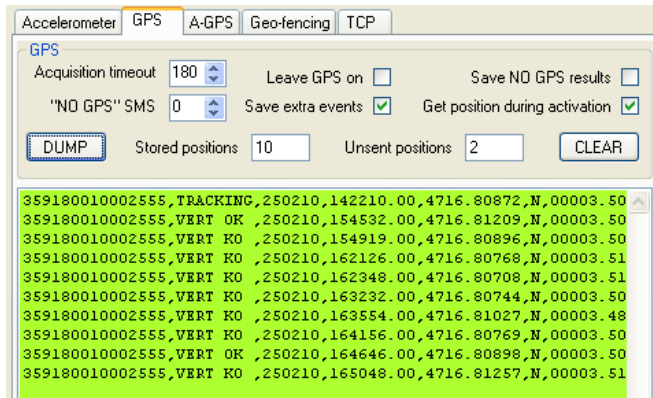 Accelerometer GPS A-GPS Geo-fencing TCP
GPS
Acquisition timeout 180 Leave GPS on Save NO GPS results
"NO GPS" SMS 0 Save extra events Get position during activation
DUMP Stored positions 10 Unsent positions 2 CLEAR
359180010002555,TRACKING,250210,142210.00,4716.80872,N,00003.50
359180010002555,VERT OK ,250210,154532.00,4716.81209,N,00003.50
359180010002555,VERT KO ,250210,154919.00,4716.80896,N,00003.50
359180010002555,VERT KO ,250210,162126.00,4716.80768,N,00003.51
359180010002555,VERT KO ,250210,162348.00,4716.80708,N,00003.51
359180010002555,VERT KO ,250210,163232.00,4716.80744,N,00003.50
359180010002555,VERT KO ,250210,163554.00,4716.81027,N,00003.48
359180010002555,VERT KO ,250210,164156.00,4716.80769,N,00003.50
359180010002555,VERT OK ,250210,164646.00,4716.80898,N,00003.50
359180010002555,VERT KO ,250210,165048.00,4716.81257,N,00003.51